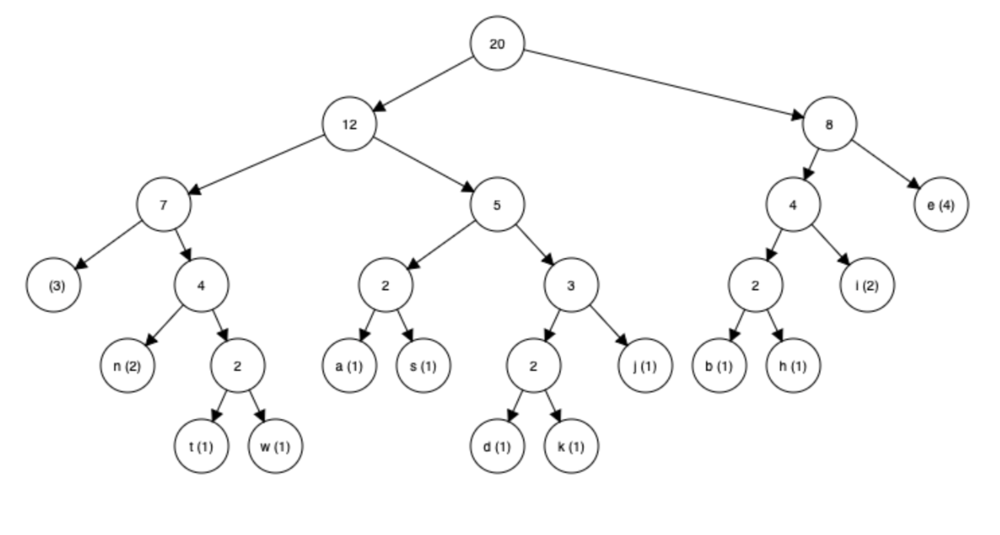 20
12
8
7
5
4
e (4)
(3)
4
2
3
2
i (2)
n (2)
2
a (1)
s (1)
2
j (1)
b (1)
h (1)
t (1)
w (1)
d (1)
k (1)